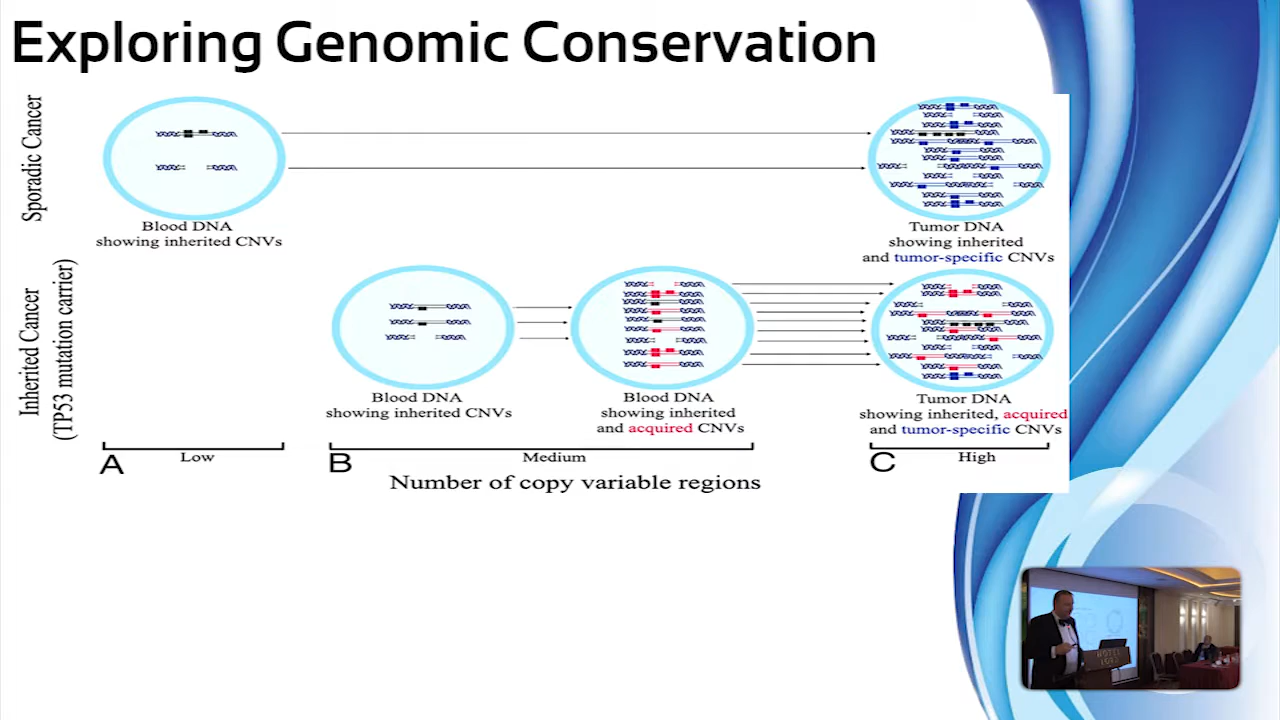 Exploring Genomic Conservation
Sporadic Cancer
Blood DNA
showing inherited CNVs
Tumor DNA
showing inherited
and tumor-specific CNVs
Inherited Cancer
(TP53 mutation carrier)
Blood DNA
showing inherited CNVs
Blood DNA
showing inherited
and acquired CNVs
Tumor DNA
showing inherited, acquired
and tumor-specific CNVs
A
Low
B
Medium
C
High
Number of copy variable regions
HOTEL